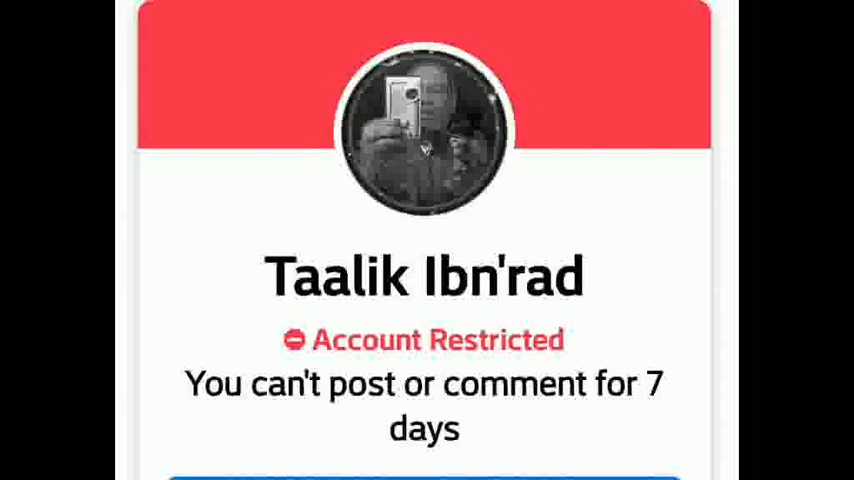 Taalik Ibn'rad
Account Restricted
You can't post or comment for 7
days